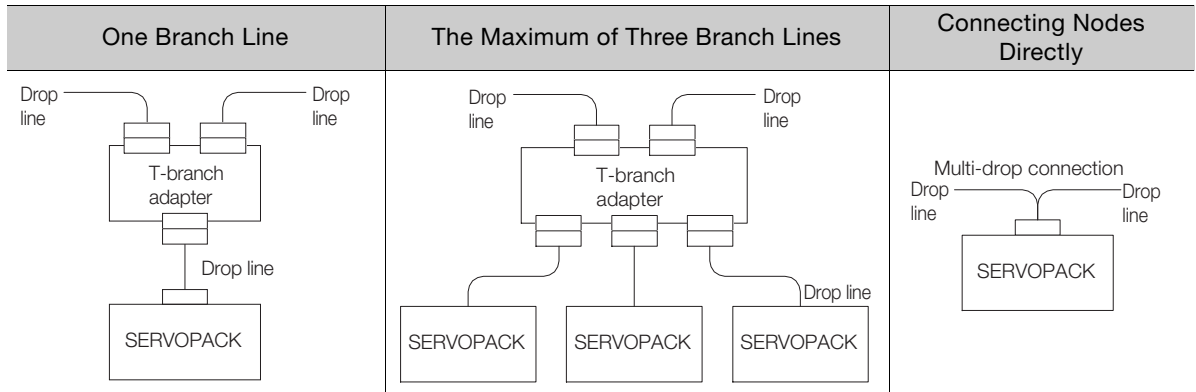 One Branch Line
The Maximum of Three Branch Lines
Connecting Nodes
Directly
Drop
line
Drop
line
T-branch
adapter
Drop line
SERVOPACK
Drop
line
Drop
line
T-branch
adapter
Drop line
SERVOPACK
SERVOPACK
SERVOPACK
Multi-drop connection
Drop
line
Drop
line
SERVOPACK